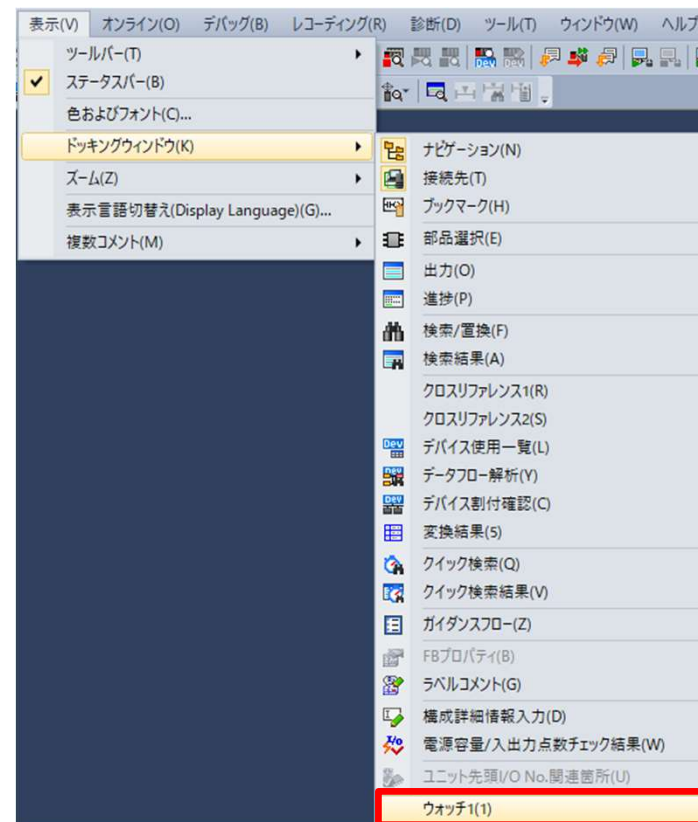 表示(V) オンライン(O) デバッグ(B) レコーディング(R) 診断(D) ツール(T) ウィンドウ(W) ヘルプ
ツールバー(T)
ステータスバー(B)
色およびフォント(C)...
ドッキングウィンドウ(K)
ズーム(Z)
表示言語切替え(Display Language)(G)...
複数コメント(M)
ナビゲーション(N)
接続先(T)
ブックマーク(H)
部品選択(E)
出力(O)
進捗(P)
検索/置換(F)
検索結果(A)
クロスリファレンス1(R)
クロスリファレンス2(S)
デバイス使用一覧(L)
データフロー解析(Y)
デバイス割付確認(C)
変換結果(5)
クイック検索(Q)
クイック検索結果(V)
ガイダンスフロー(Z)
FBプロパティ(B)
ラベルコメント(G)
構成詳細情報入力(D)
電源容量/入出力点数チェック結果(W)
ユニット先頭I/O No.関連箇所(U)
ウォッチ1(1)